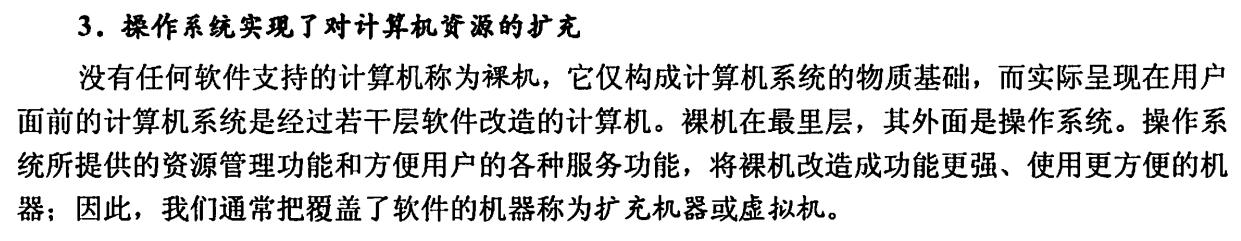 3．操作系统实现了对计算机资源的扩充
没有任何软件支持的计算机称为裸机，它仅构成计算机系统的物质基础，而实际呈现在用户
面前的计算机系统是经过若干层软件改造的计算机。裸机在最里层，其外面是操作系统。操作系
统所提供的资源管理功能和方便用户的各种服务功能，将裸机改造成功能更强、使用更方便的机
器；因此，我们通常把覆盖了软件的机器称为扩充机器或虚拟机。